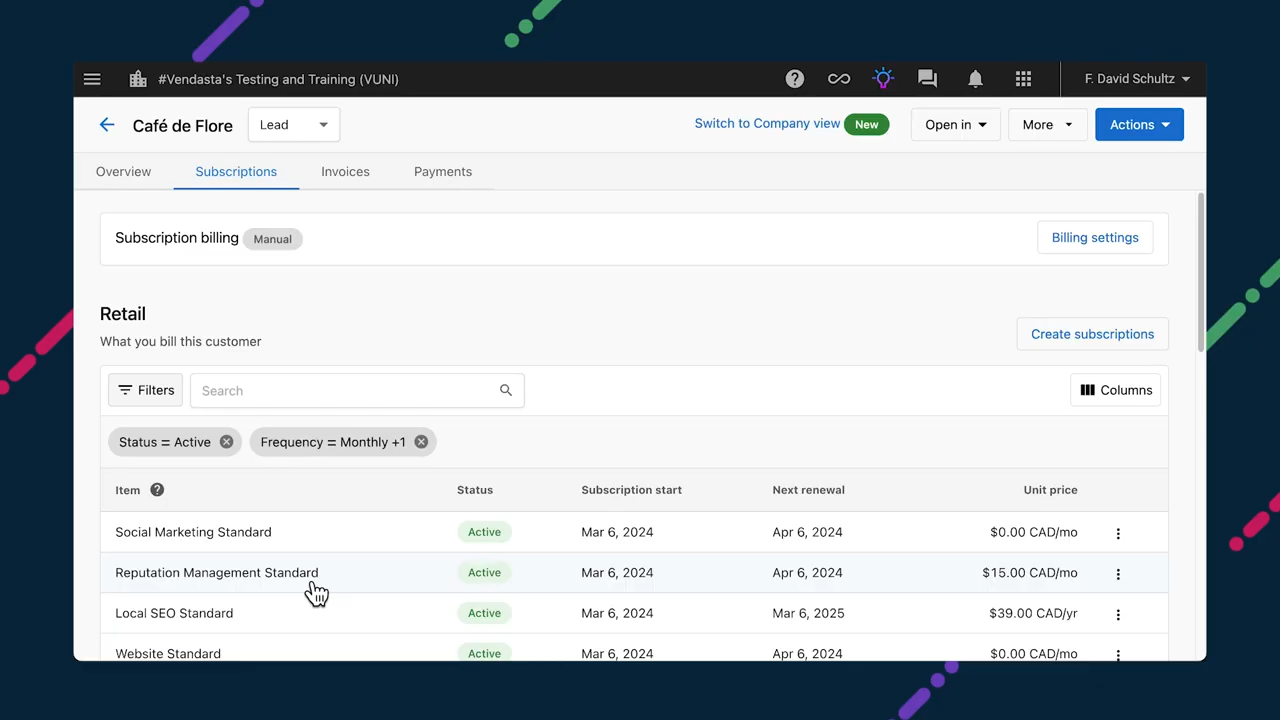 #Vendasta's Testing and Training (VUNI)
F. David Schultz
Café de Flore
Lead
Switch to Company view New
Open in
More
Actions
Overview
Subscriptions
Invoices
Payments
Subscription billing Manual
Billing settings
Retail
What you bill this customer
Create subscriptions
Filters
Search
Columns
Status = Active
Frequency = Monthly +1
Item Status Subscription start Next renewal Unit price
Social Marketing Standard Active Mar 6, 2024 Apr 6, 2024 $0.00 CAD/mo
Reputation Management Standard Active Mar 6, 2024 Apr 6, 2024 $15.00 CAD/mo
Local SEO Standard Active Mar 6, 2024 Mar 6, 2025 $39.00 CAD/yr
Website Standard Active Mar 6, 2024 Apr 6, 2024 $0.00 CAD/mo